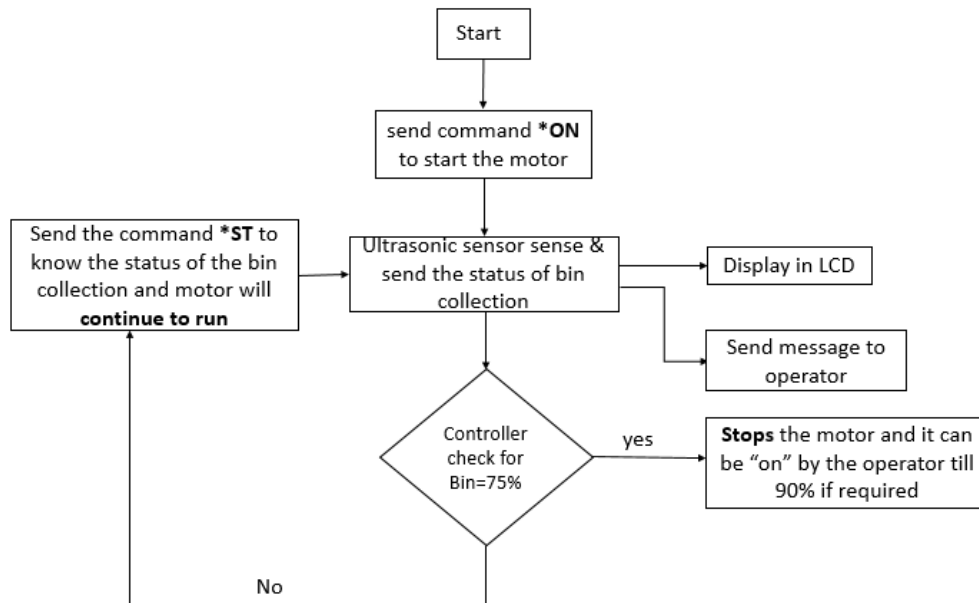 Start
send command *ON
to start the motor
Send the command *ST to
know the status of the bin
collection and motor will
continue to run
Ultrasonic sensor sense &
send the status of bin
collection
Display in LCD
Send message to
operator
Controller
check for
Bin=75%
yes
Stops the motor and it can
be “on” by the operator till
90% if required
No